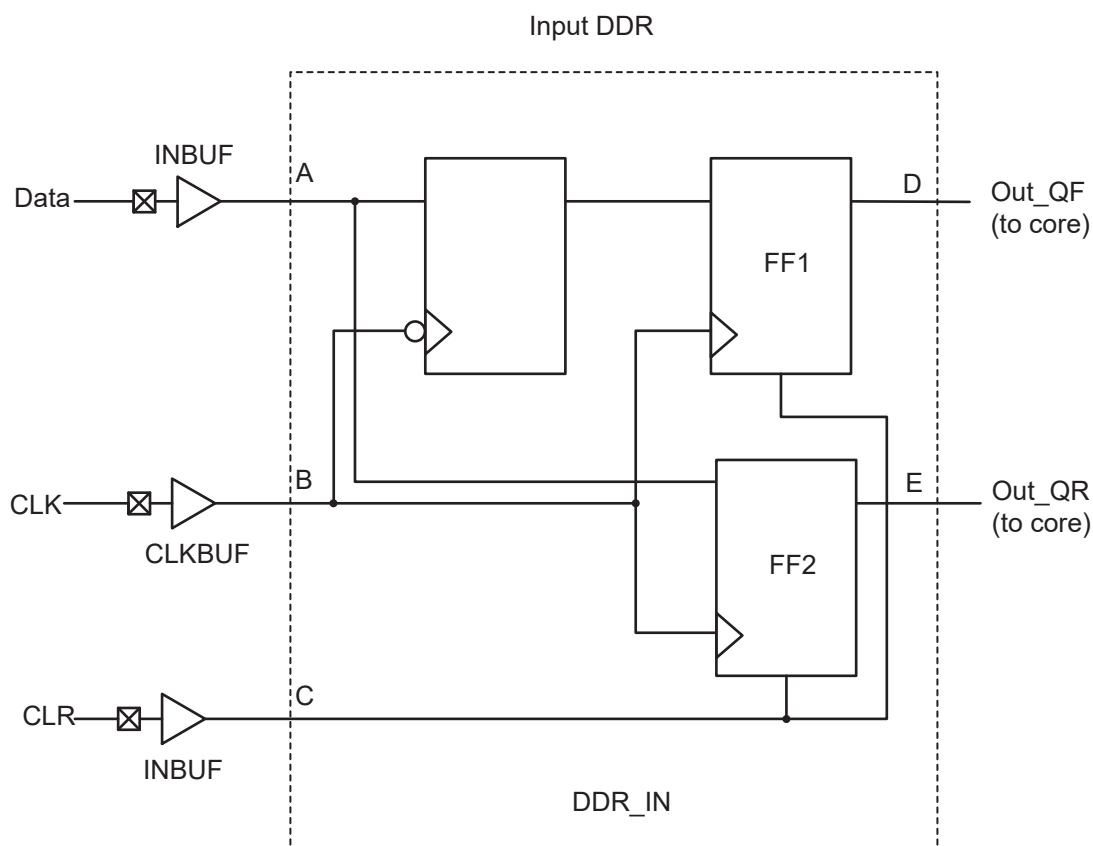 Input DDR
INBUF
A
Data
D
Out_QF
(to core)
FF1
B
CLK
CLKBUF
E
Out_QR
(to core)
FF2
C
CLR
INBUF
DDR_IN